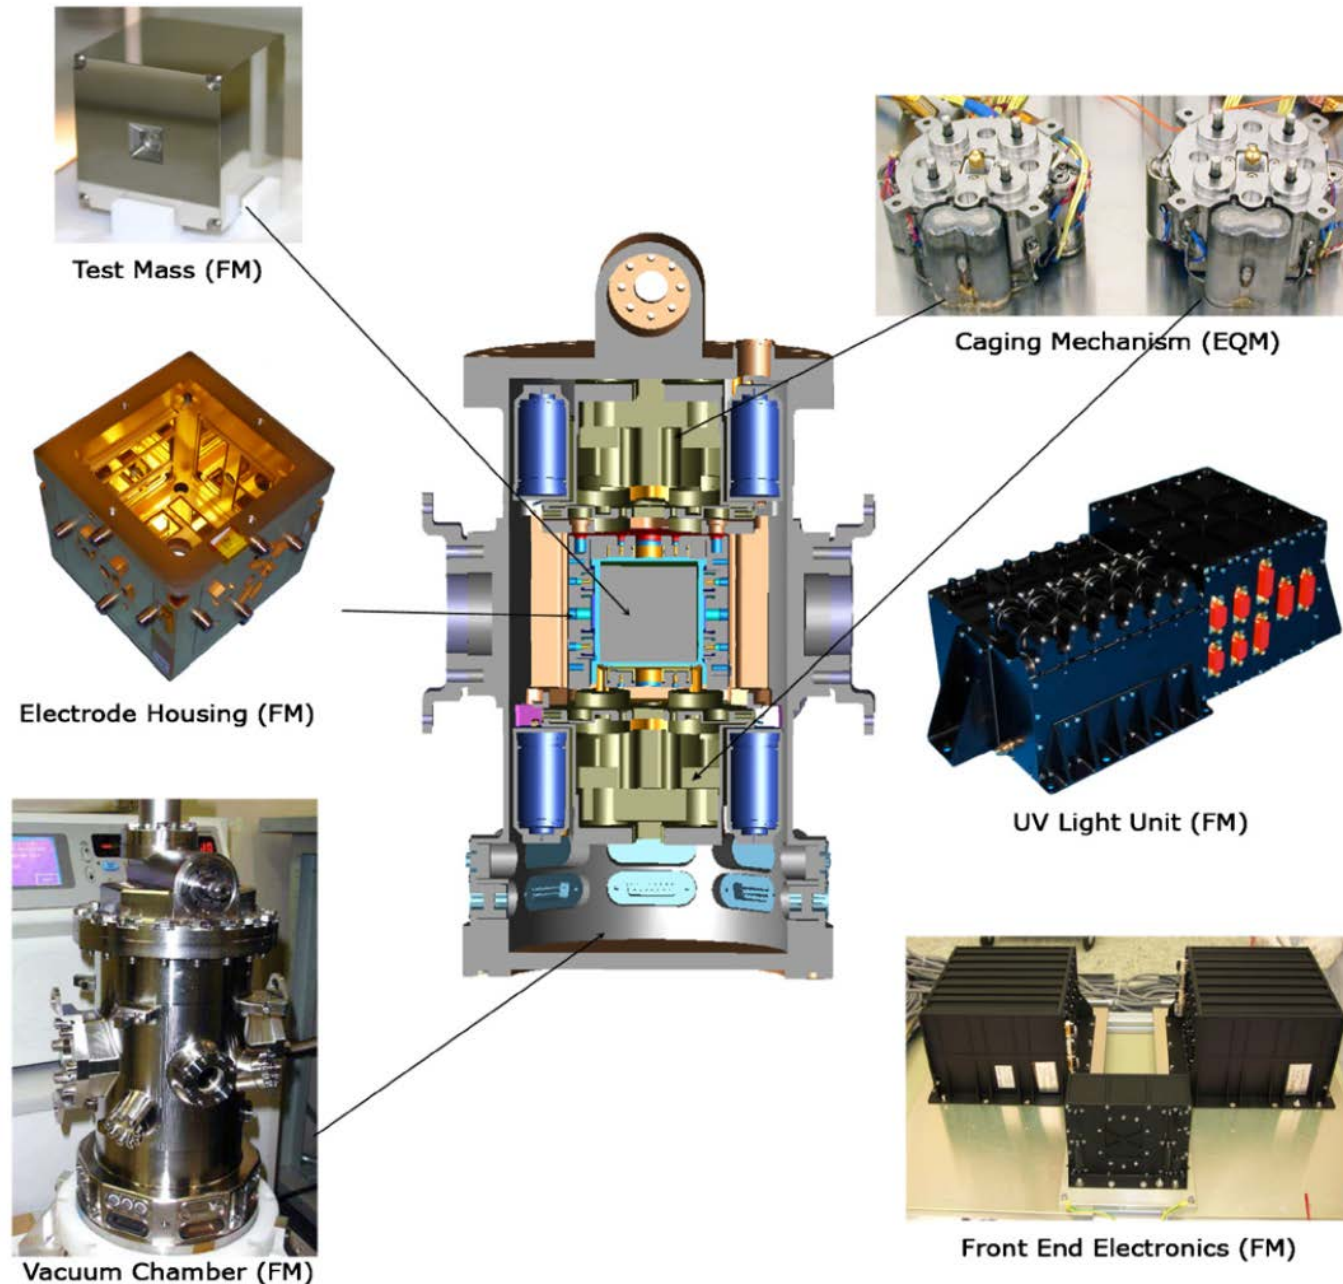 Test Mass (FM)
Caging Mechanism (EQM)
Electrode Housing (FM)
UV Light Unit (FM)
Vacuum Chamber (FM)
Front End Electronics (FM)